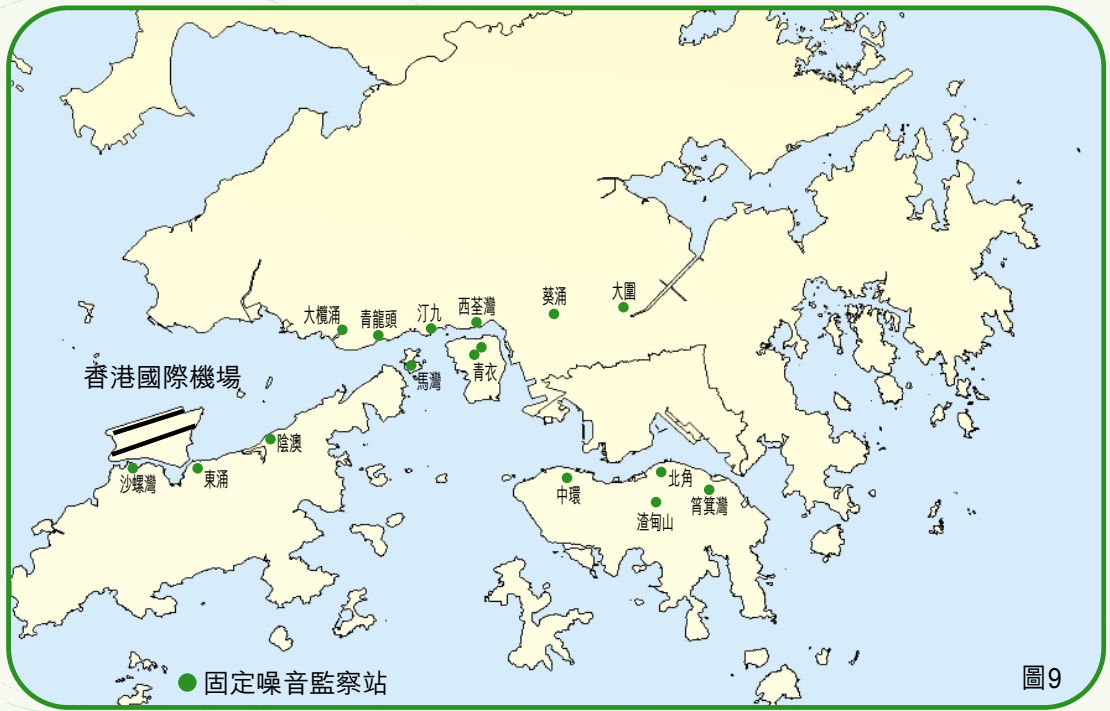 大欖涌
青龍頭
汀九
西荃灣
葵涌
大圍
馬灣
青衣
香港國際機場
陰澳
沙螺灣
東涌
中環
北角
筲箕灣
渣甸山
固定噪音監察站
圖9